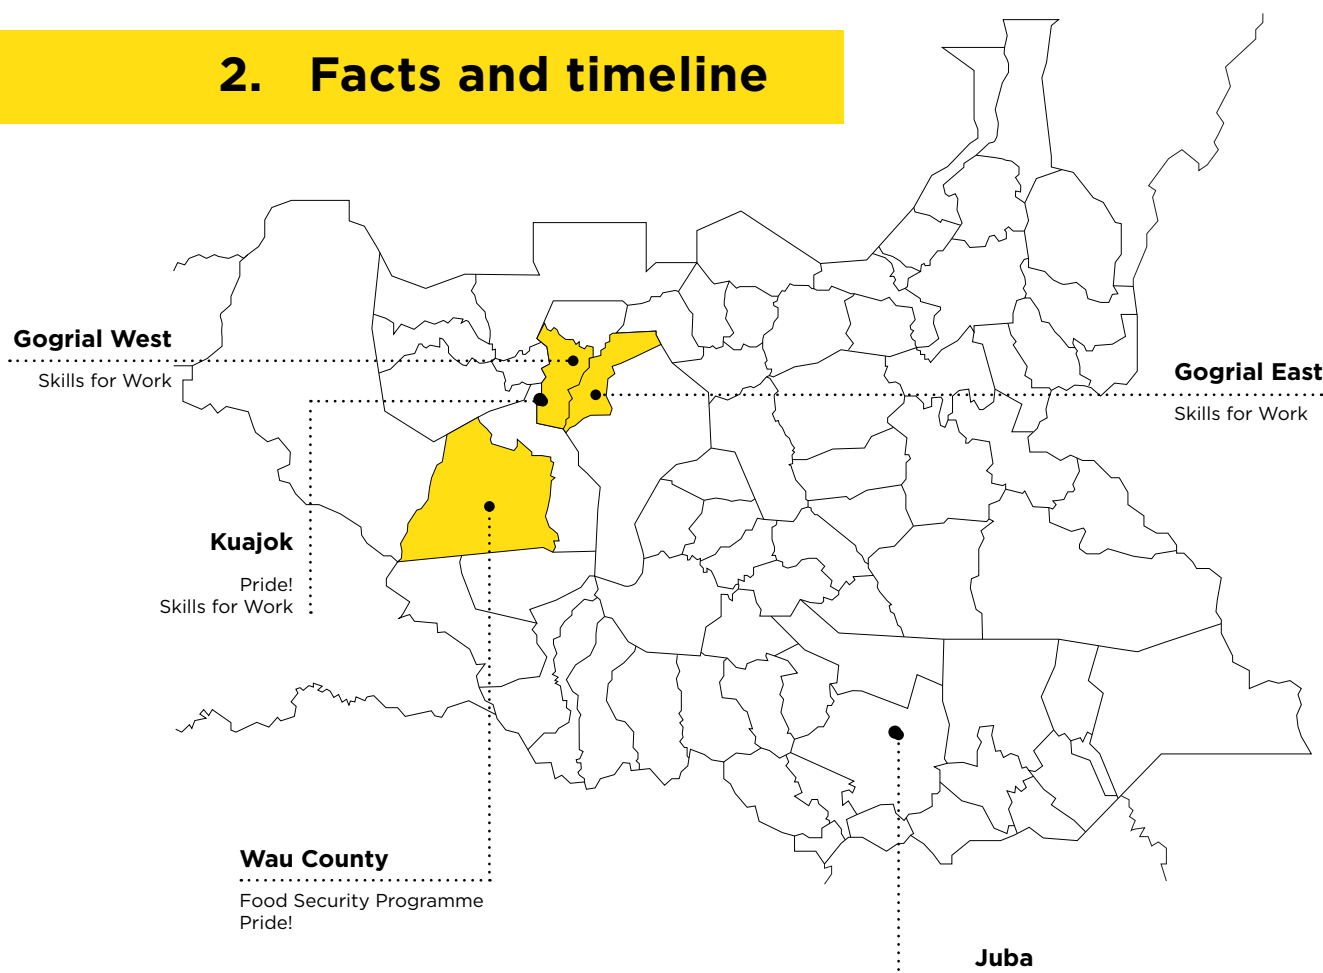 2. Facts and timeline
Gogrial West
Skills for Work
Gogrial East
Skills for Work
Kuajok
Pride!
Skills for Work
Wau County
Food Security Programme
Pride!
Juba